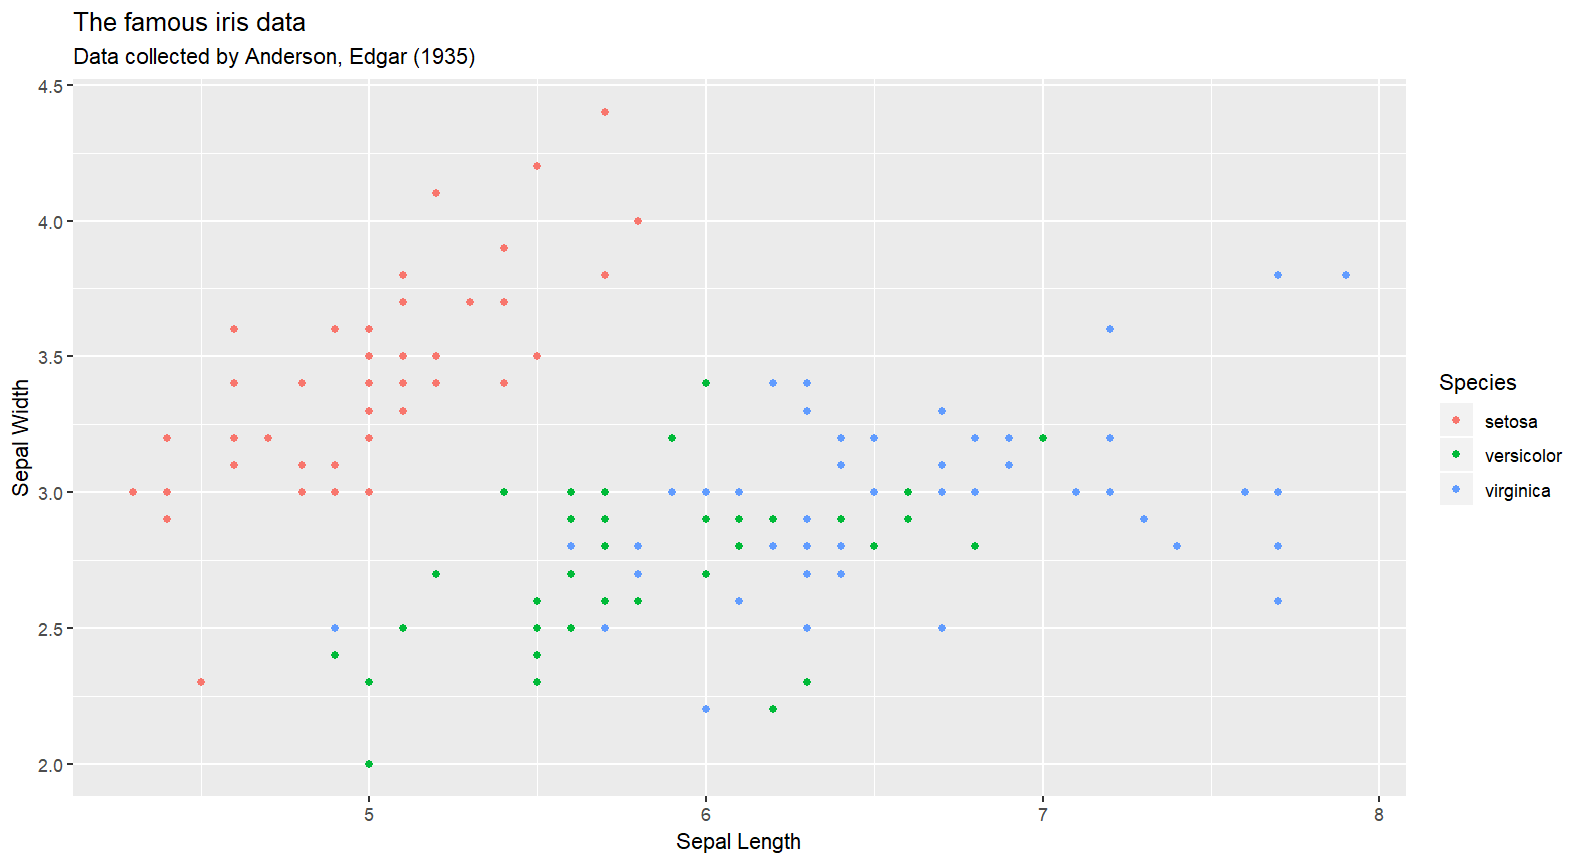 The famous iris data
Data collected by Anderson, Edgar (1935)
4.5
4.0
3.5
3.0
2.5
2.0
Sepal Width
5 6 7 8
Sepal Length
Species
setosa
versicolor
virginica